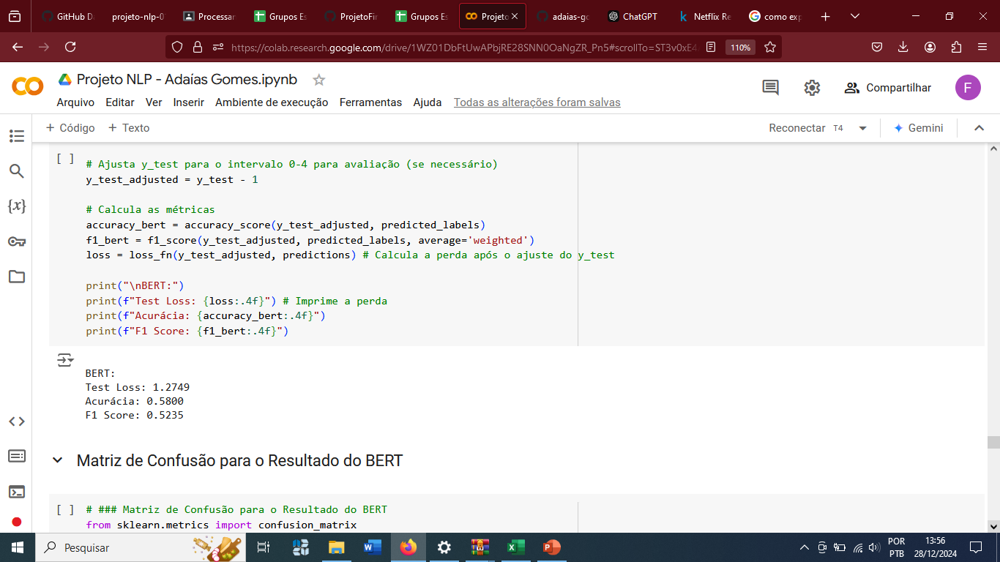 GitHub D
projeto-nlp-0
Processar
Grupos Es
ProjetoFir
Grupos Es
Projeto
adaias-go
ChatGPT
Netflix Re
como exp
https://colab.research.google.com/drive/1WZ01DbFtUwAPbjRE28SNN0OaNgZR_Pn5#scrollTo=ST3v0xE4
110%
Projeto NLP - Adaías Gomes.ipynb
Arquivo Editar Ver Inserir Ambiente de execução Ferramentas Ajuda Todas as alterações foram salvas
Compartilhar
F
+ Código + Texto
Reconectar T4
Gemini
[ ] # Ajusta y_test para o intervalo 0-4 para avaliação (se necessário)
y_test_adjusted = y_test - 1
# Calcula as métricas
accuracy_bert = accuracy_score(y_test_adjusted, predicted_labels)
f1_bert = f1_score(y_test_adjusted, predicted_labels, average='weighted')
loss = loss_fn(y_test_adjusted, predictions) # Calcula a perda após o ajuste do y_test
print("\nBERT:")
print(f"Test Loss: {loss:.4f}") # Imprime a perda
print(f"Acurácia: {accuracy_bert:.4f}")
print(f"F1 Score: {f1_bert:.4f}")
BERT:
Test Loss: 1.2749
Acurácia: 0.5800
F1 Score: 0.5235
Matriz de Confusão para o Resultado do BERT
[ ] # ### Matriz de Confusão para o Resultado do BERT
from sklearn.metrics import confusion_matrix
Pesquisar
POR
PTB
13:56
28/12/2024